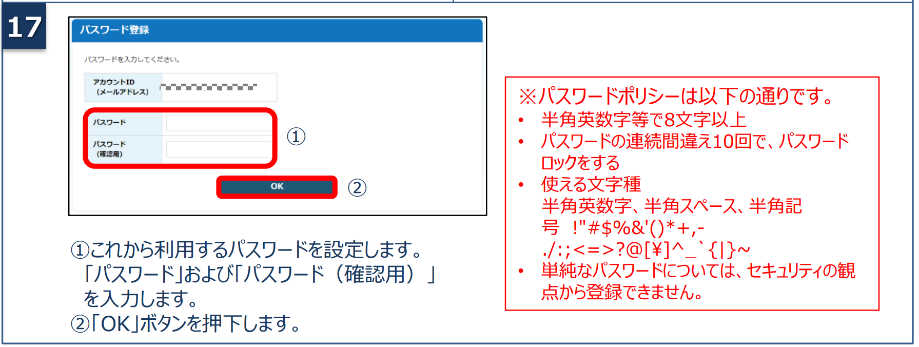 17
パスワード登録
パスワードを入力してください。
アカウントID
(メールアドレス)
パスワード
パスワード
(確認用)
①
OK
②
①これから利用するパスワードを設定します。
「パスワード」および「パスワード（確認用）」
を入力します。
②「OK」ボタンを押下します。
※パスワードポリシーは以下の通りです。
• 半角英数字等で8文字以上
• パスワードの連続間違え10回で、パスワード
ロックをする
• 使える文字種
半角英数字、半角スペース、半角記
号 !"#$%&'()*+,-
./:;<=>?@[¥]^_`{|}~
• 単純なパスワードについては、セキュリティの観
点から登録できません。